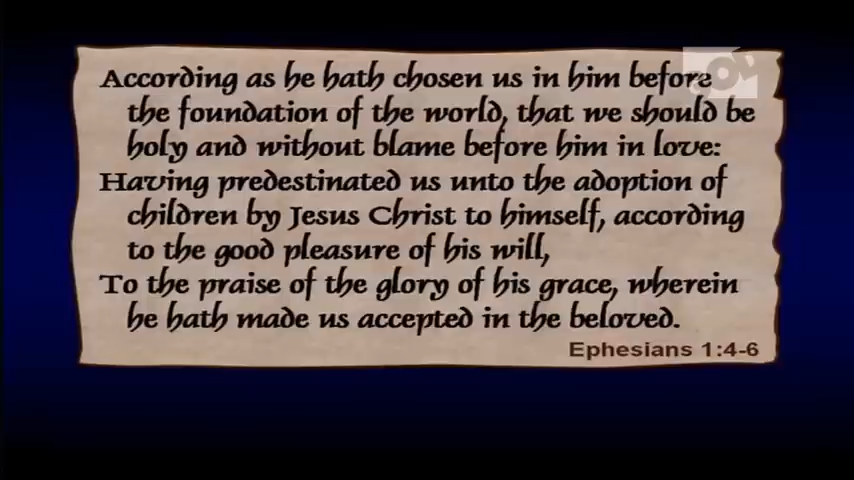 According as he hath chosen us in him before
the foundation of the world, that we should be
holy and without blame before him in love:
Having predestinated us unto the adoption of
children by Jesus Christ to himself, according
to the good pleasure of his will,
To the praise of the glory of his grace, wherein
he hath made us accepted in the beloved.
Ephesians 1:4-6